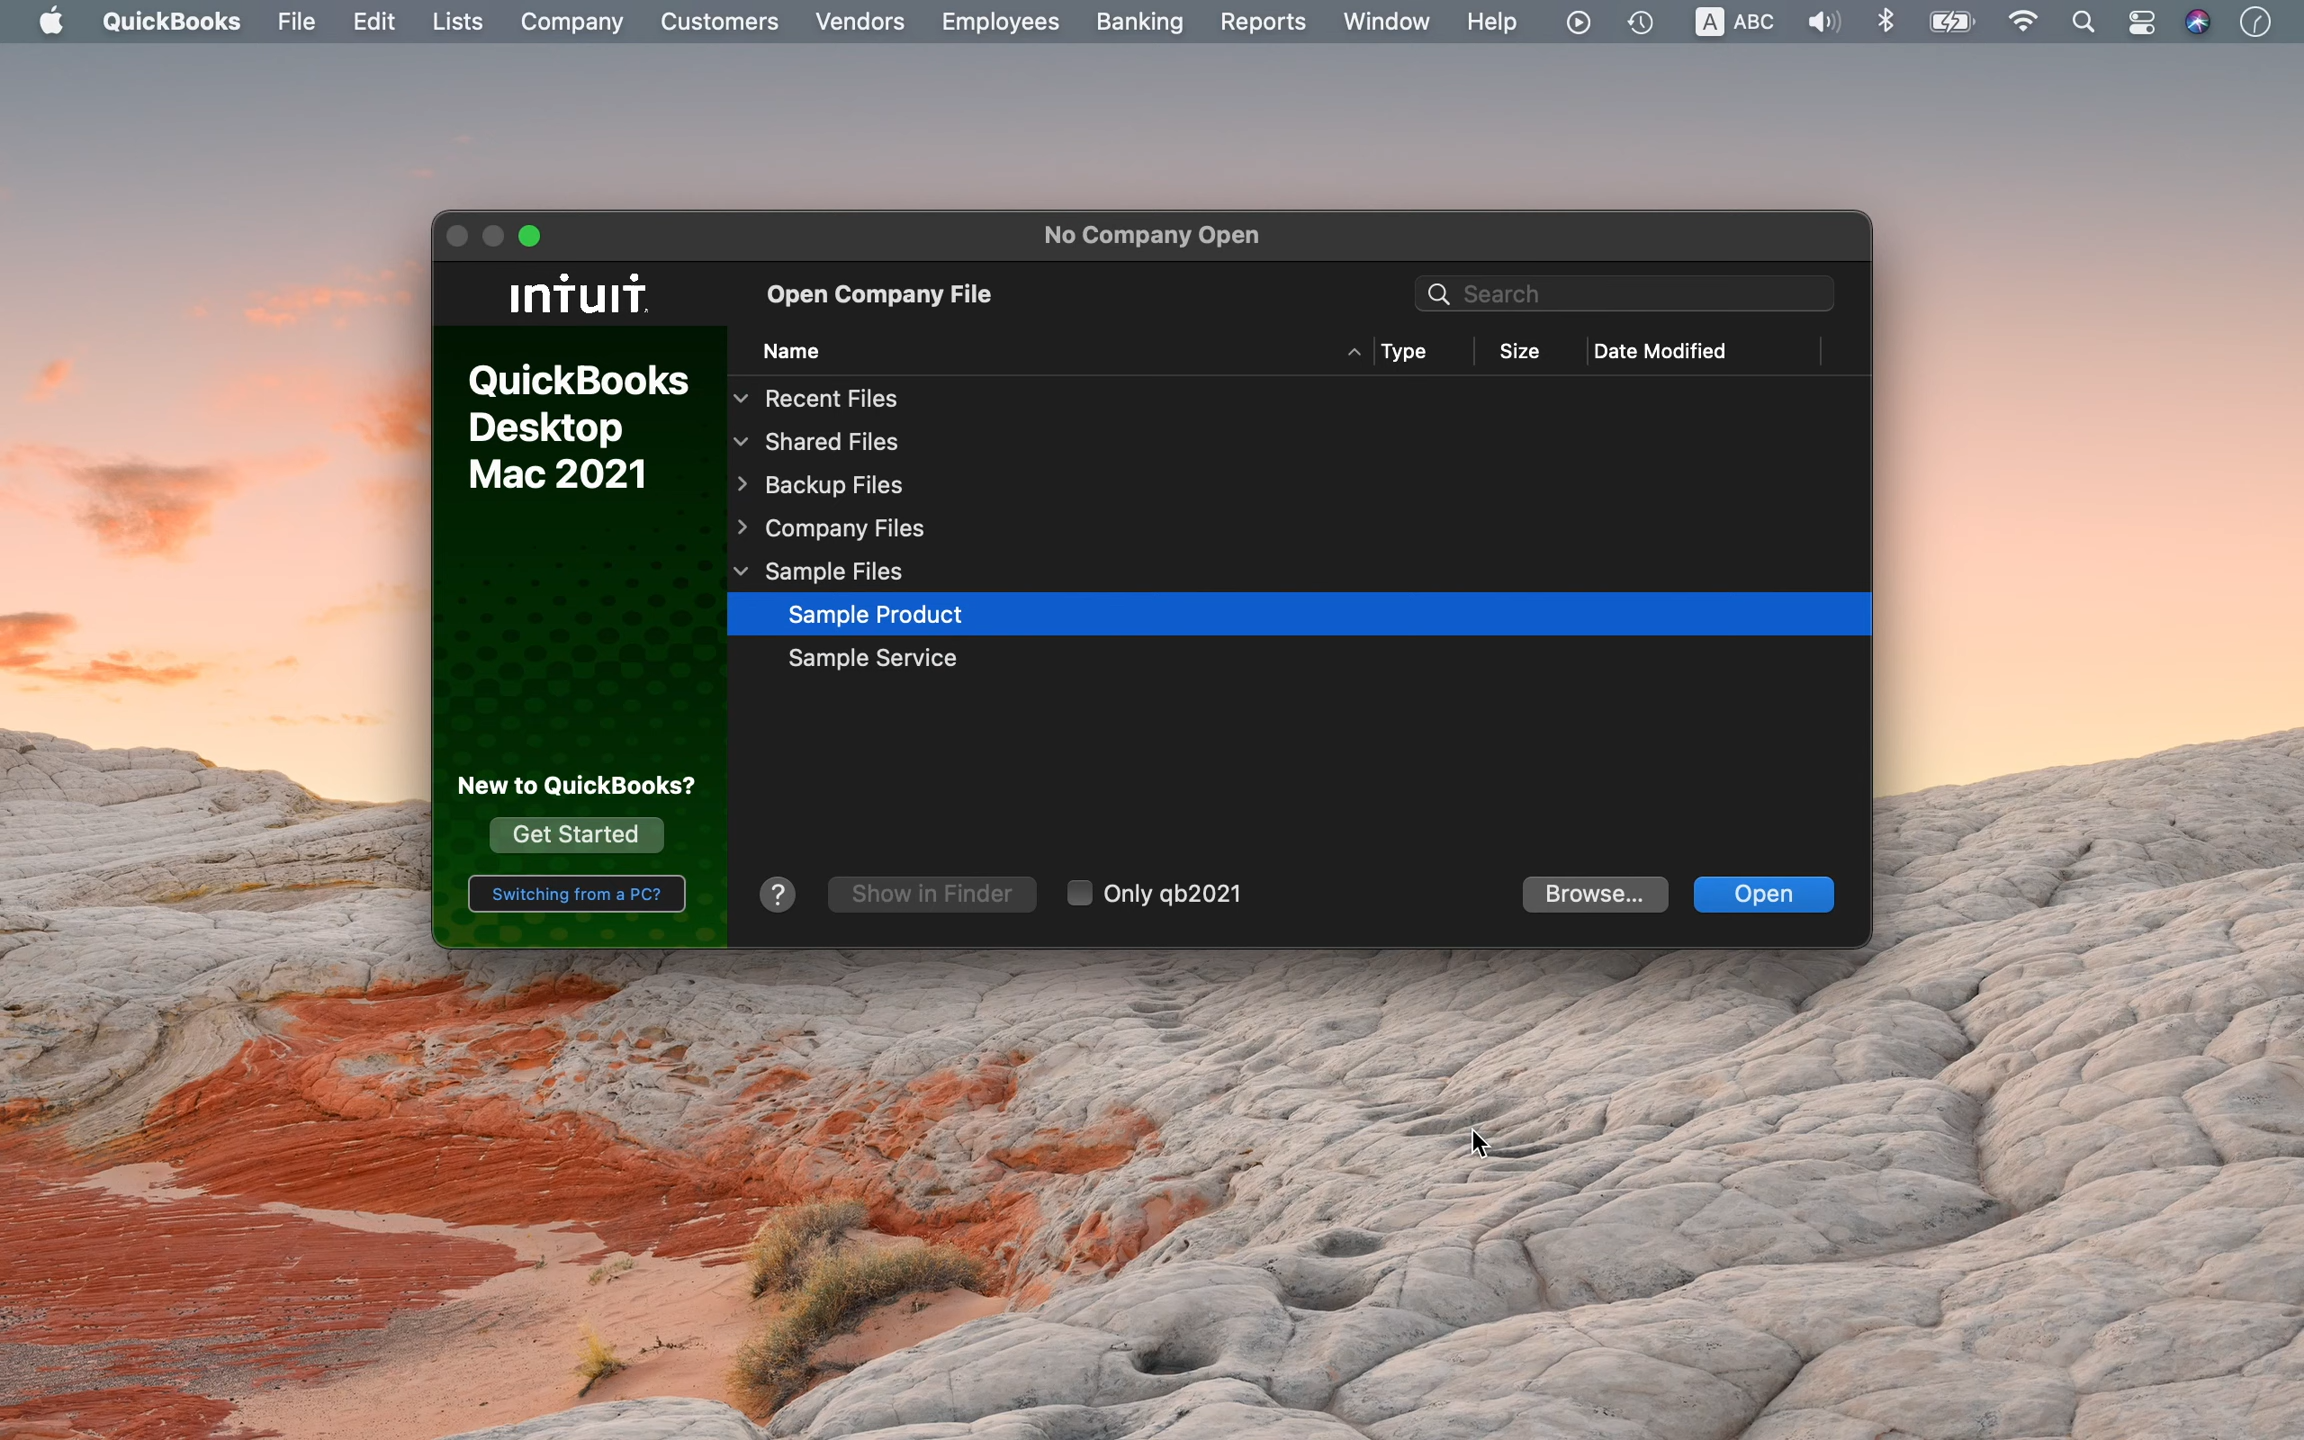 QuickBooks File Edit Lists Company Customers Vendors Employees Banking Reports Window Help A ABC
No Company Open
intuit
Open Company File
Search
Name Type Size Date Modified
QuickBooks
Desktop
Mac 2021
Recent Files
Shared Files
Backup Files
Company Files
Sample Files
Sample Product
Sample Service
New to QuickBooks?
Get Started
Switching from a PC?
? Show in Finder Only qb2021 Browse... Open